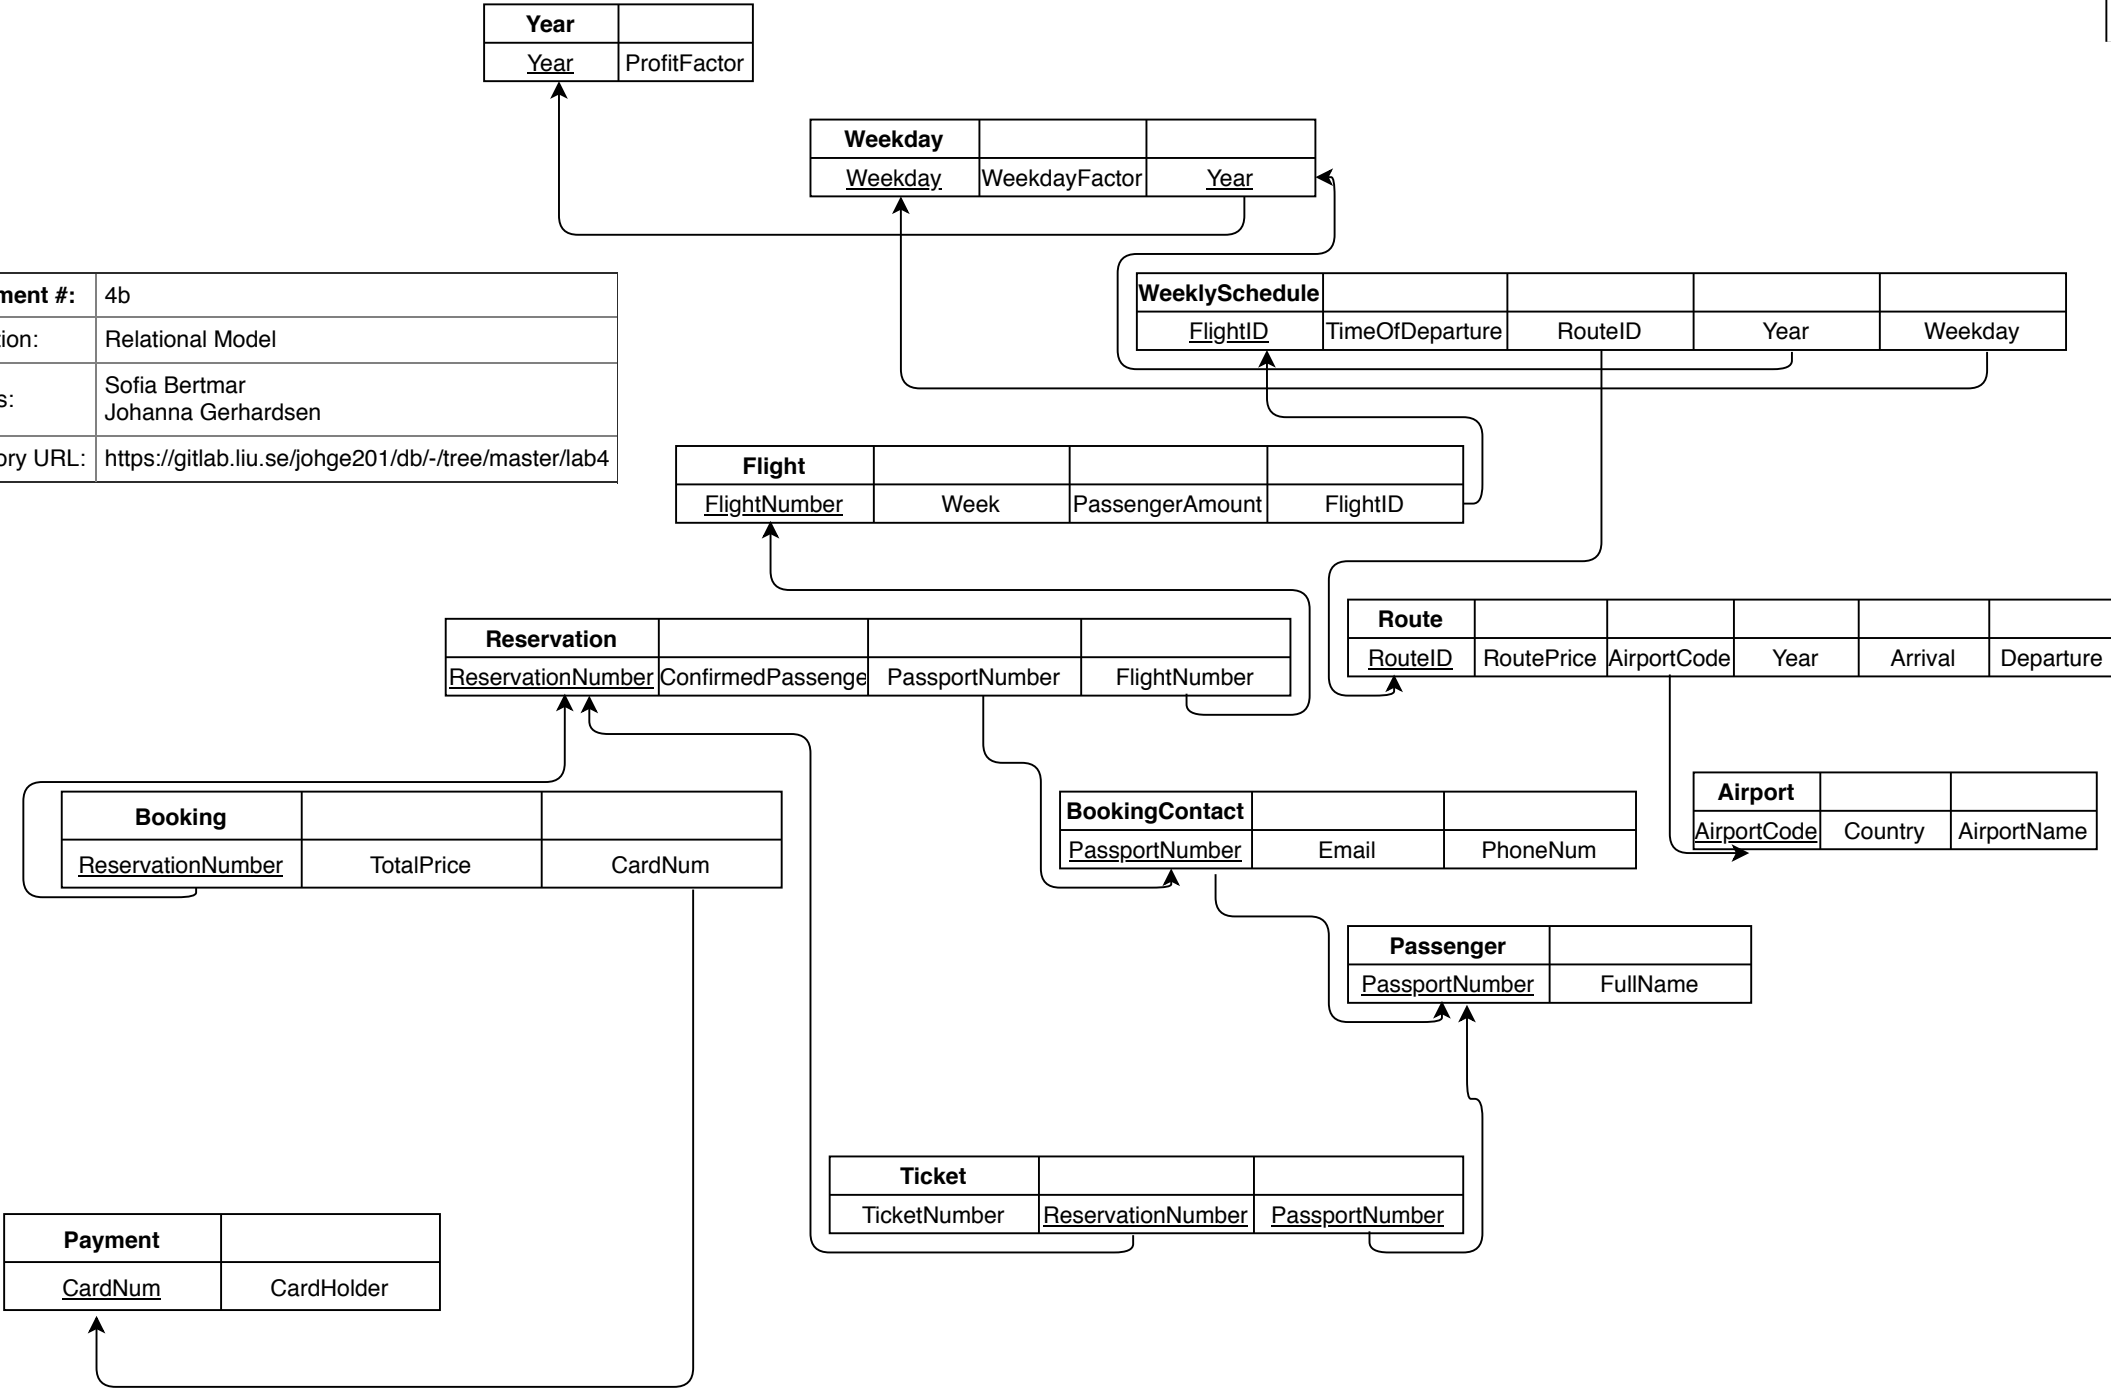 Year
Year ProfitFactor
Weekday
Weekday WeekdayFactor Year
ment #: 4b
ion: Relational Model
s: Sofia Bertmar
Johanna Gerhardsen
ory URL: https://gitlab.liu.se/johge201/db/-/tree/master/lab4
WeeklySchedule
FlightID TimeOfDeparture RouteID Year Weekday
Flight
FlightNumber Week PassengerAmount FlightID
Reservation
ReservationNumber ConfirmedPassenge PassportNumber FlightNumber
Route
RouteID RoutePrice AirportCode Year Arrival Departure
Booking
ReservationNumber TotalPrice CardNum
BookingContact
PassportNumber Email PhoneNum
Airport
AirportCode Country AirportName
Passenger
PassportNumber FullName
Ticket
TicketNumber ReservationNumber PassportNumber
Payment
CardNum CardHolder